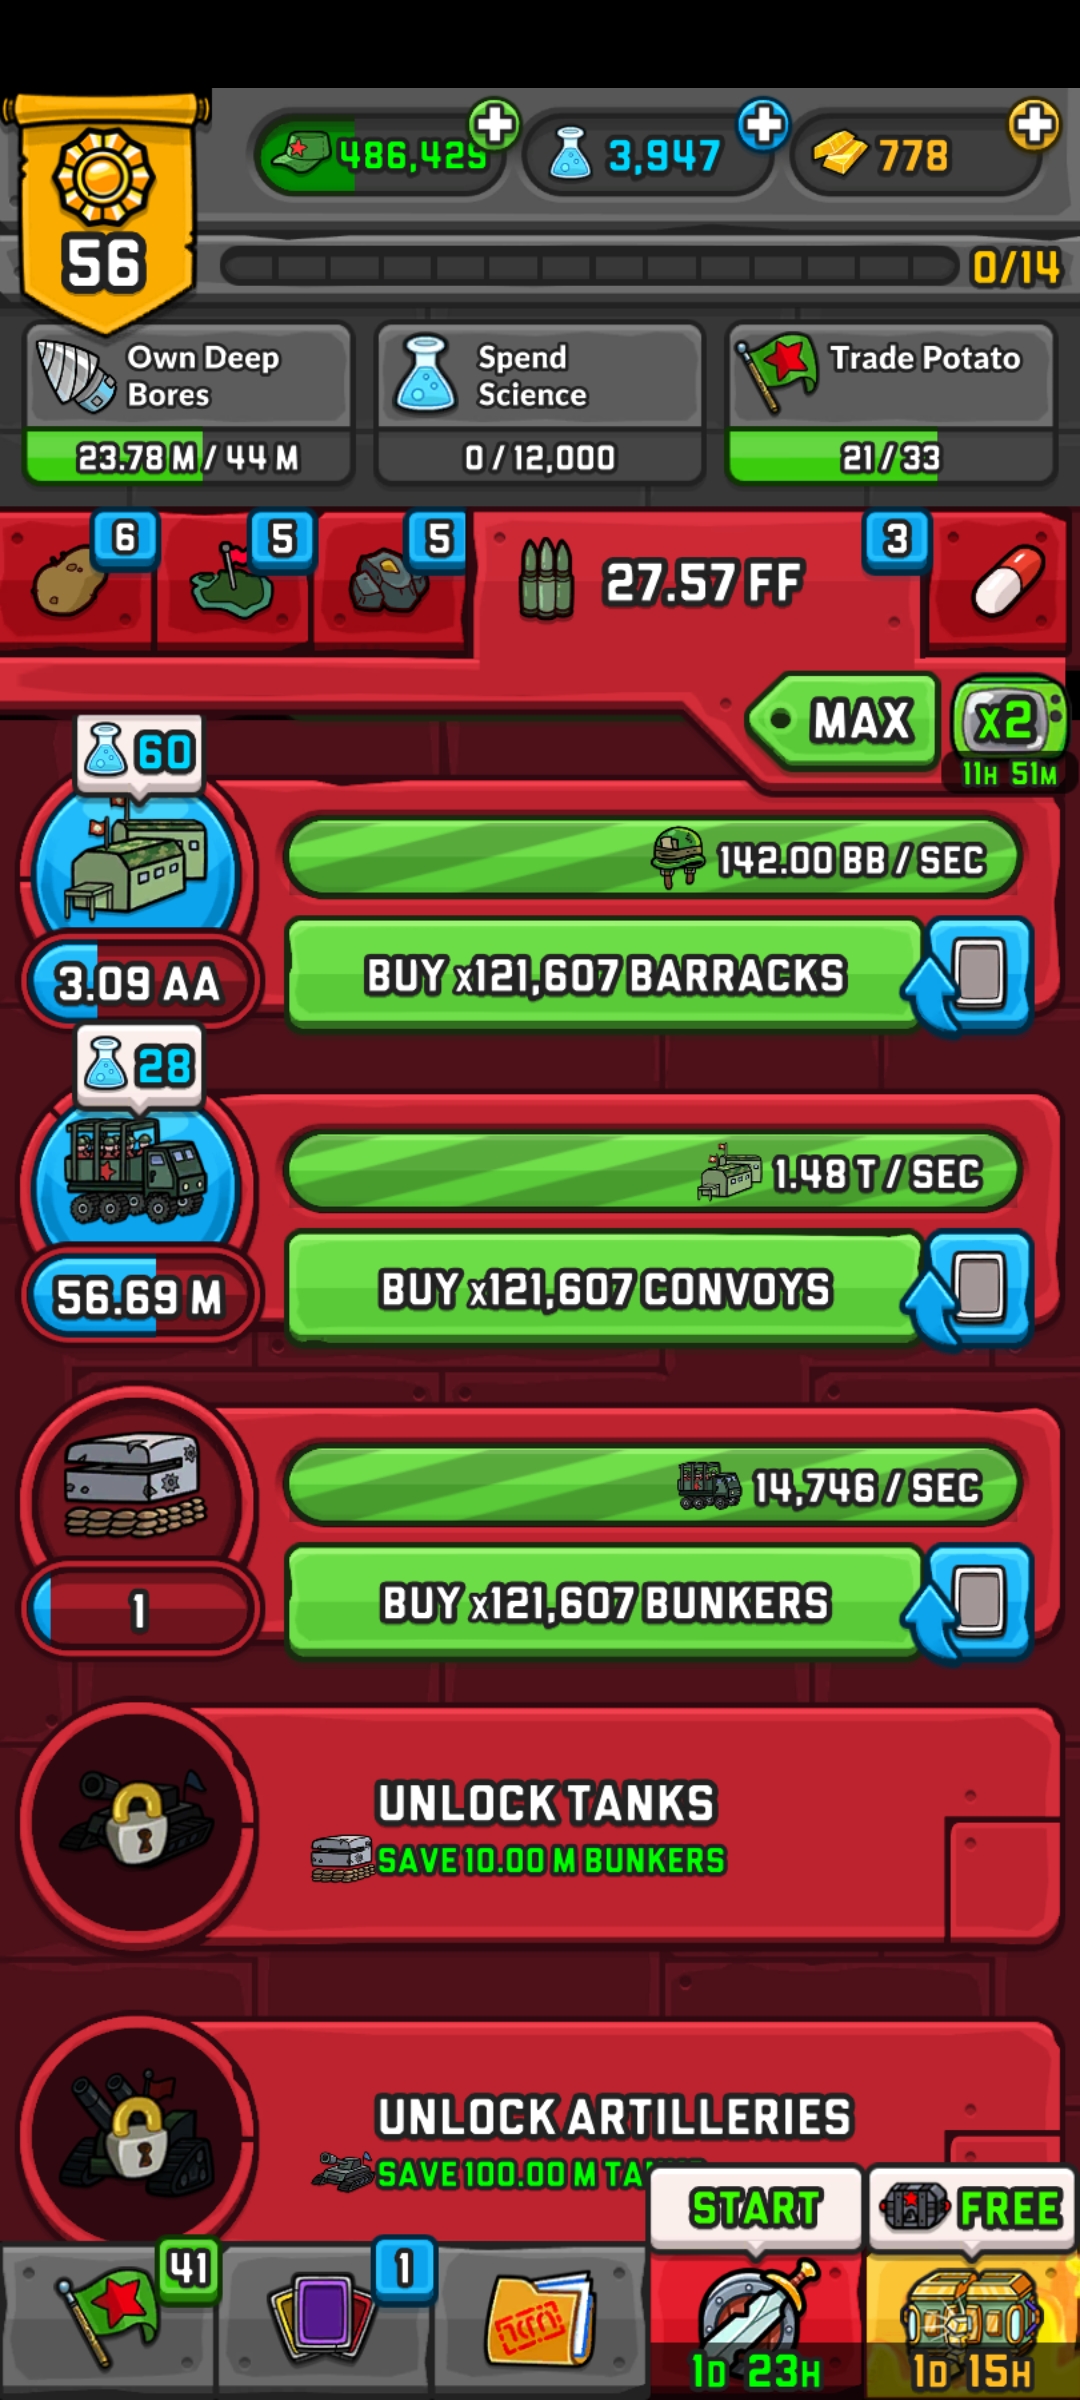 486,429
3,947
778
56
0/14
Own Deep
Bores
23.78 M / 44 M
Spend
Science
0 / 12,000
Trade Potato
21 / 33
6
5
5
27.57 FF
3
MAX
x2
11H 51M
60
142.00 BB / SEC
BUY x121,607 BARRACKS
3.09 AA
28
1.48 T / SEC
BUY x121,607 CONVOYS
56.69 M
14,746 / SEC
BUY x121,607 BUNKERS
1
UNLOCK TANKS
SAVE 10.00 M BUNKERS
UNLOCK ARTILLERIES
SAVE 100.00 M
START
FREE
41
1
1D 23H
1D 15H